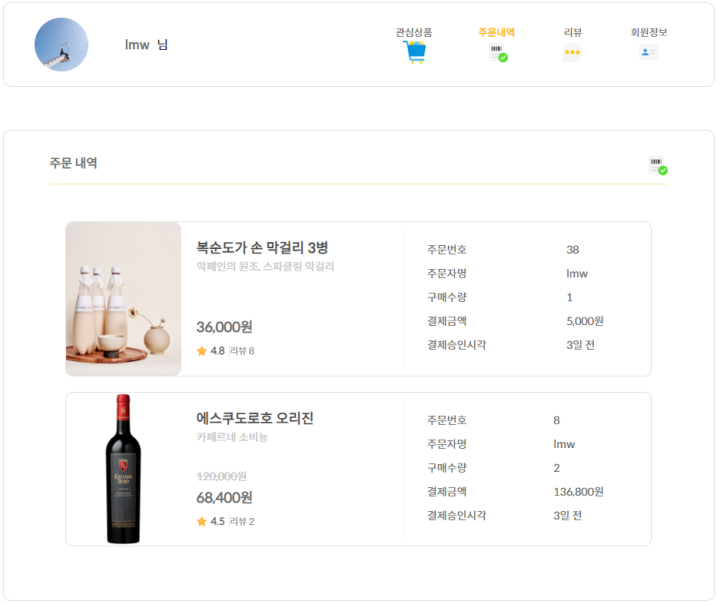 lmw 님
관심상품
주문내역
리뷰
회원정보
주문 내역
복순도가 손 막걸리 3병
막페인의 원조, 스파클링 막걸리
36,000원
4.8 리뷰 8
주문번호 38
주문자명 lmw
구매수량 1
결제금액 5,000원
결제승인시각 3일 전
에스쿠도로호 오리진
카페르네 소비뇽
120,000원
68,400원
4.5 리뷰 2
주문번호 8
주문자명 lmw
구매수량 2
결제금액 136,800원
결제승인시각 3일 전